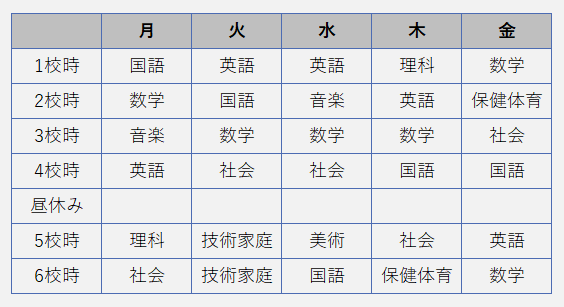 月 火 水 木 金
1校時 国語 英語 英語 理科 数学
2校時 数学 国語 音楽 英語 保健体育
3校時 音楽 数学 数学 数学 社会
4校時 英語 社会 社会 国語 国語
昼休み
5校時 理科 技術家庭 美術 社会 英語
6校時 社会 技術家庭 国語 保健体育 数学